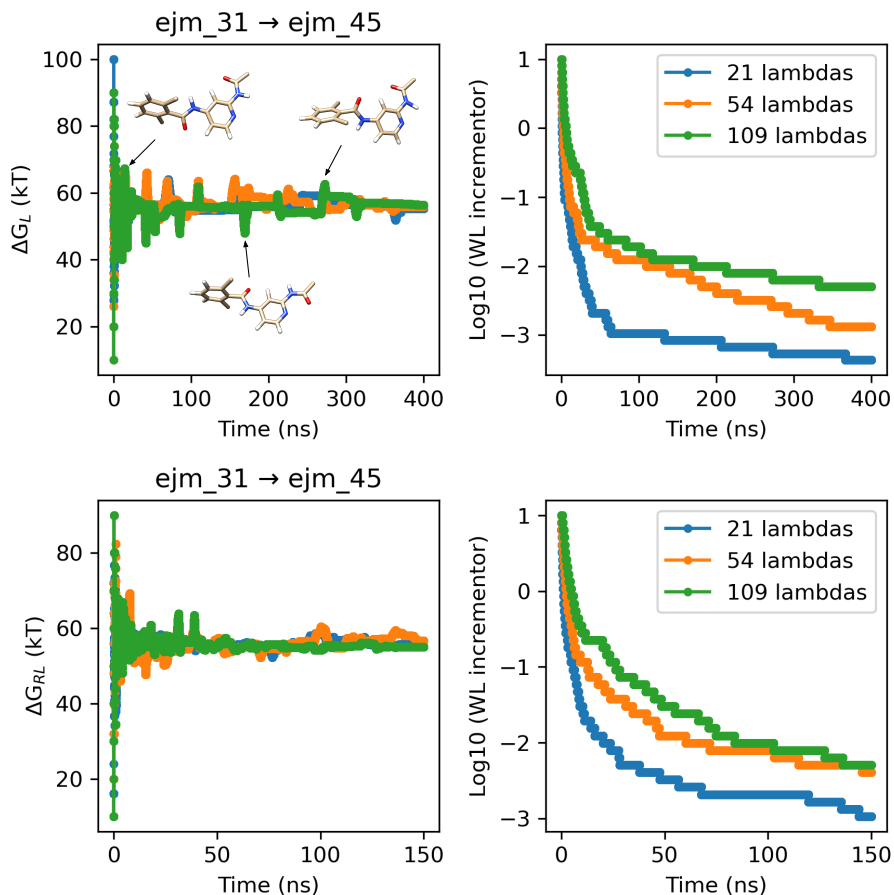 ejm_31 → ejm_45
ΔG_L (kT)
100
80
60
40
20
0
100
200
300
400
Time (ns)
Log10 (WL incrementor)
1
0
−1
−2
−3
21 lambdas
54 lambdas
109 lambdas
0
100
200
300
400
Time (ns)
ejm_31 → ejm_45
ΔG_RL (kT)
80
60
40
20
0
50
100
150
Time (ns)
Log10 (WL incrementor)
1
0
−1
−2
−3
21 lambdas
54 lambdas
109 lambdas
0
50
100
150
Time (ns)